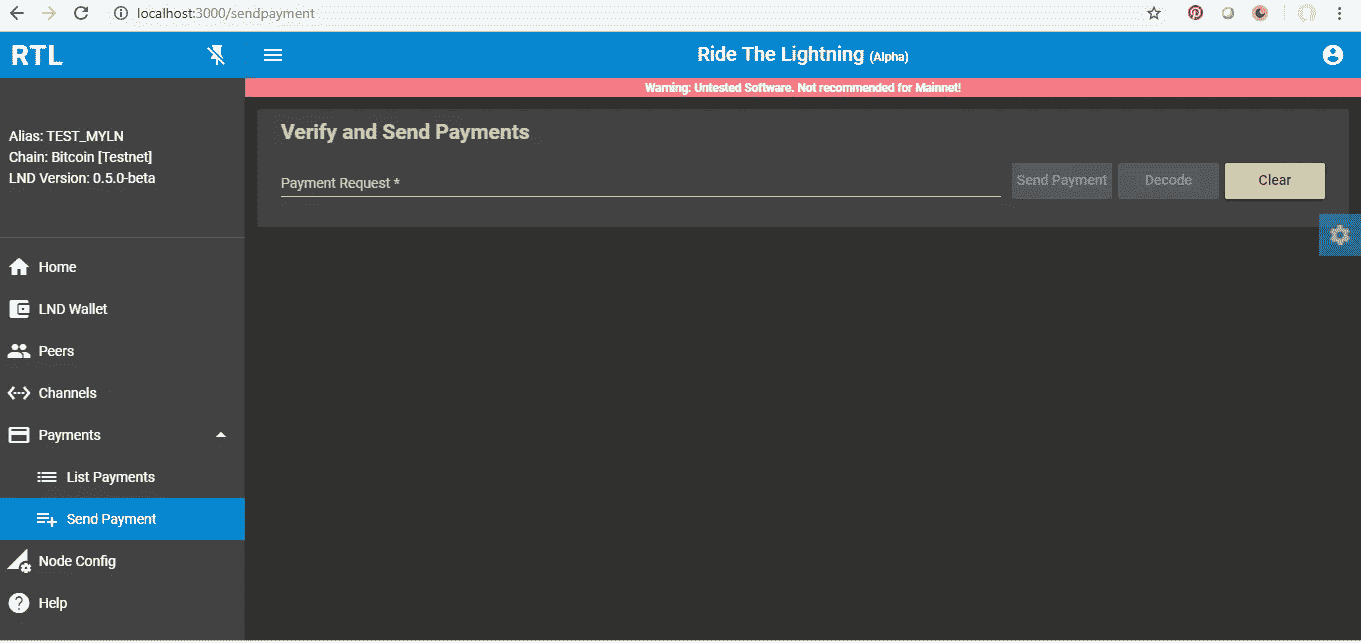 localhost:3000/sendpayment
RTL
Ride The Lightning (Alpha)
Warning: Untested Software. Not recommended for Mainnet!
Alias: TEST_MYLN
Chain: Bitcoin [Testnet]
LND Version: 0.5.0-beta
Verify and Send Payments
Payment Request *
Send Payment
Decode
Clear
Home
LND Wallet
Peers
Channels
Payments
List Payments
Send Payment
Node Config
Help